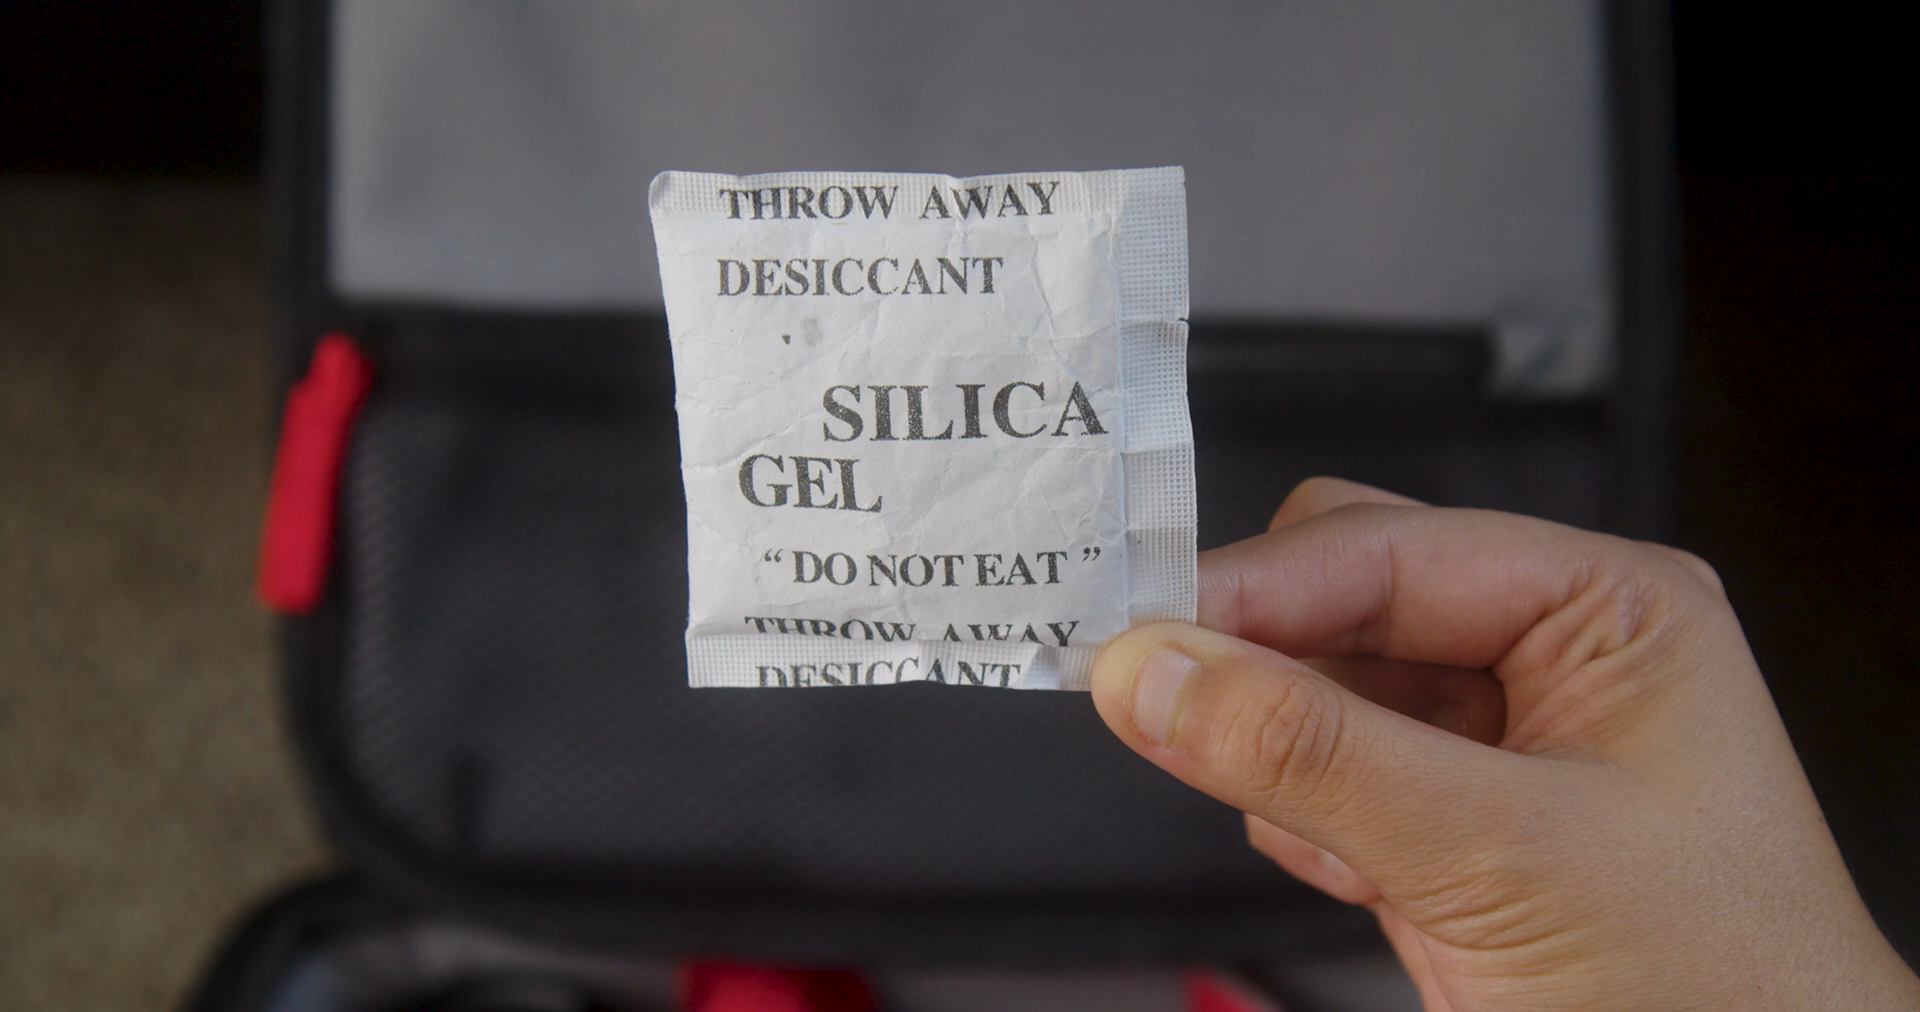 THROW AWAY
DESICCANT
SILICA
GEL
“ DO NOT EAT ”
THROW AWAY
DESICCANT